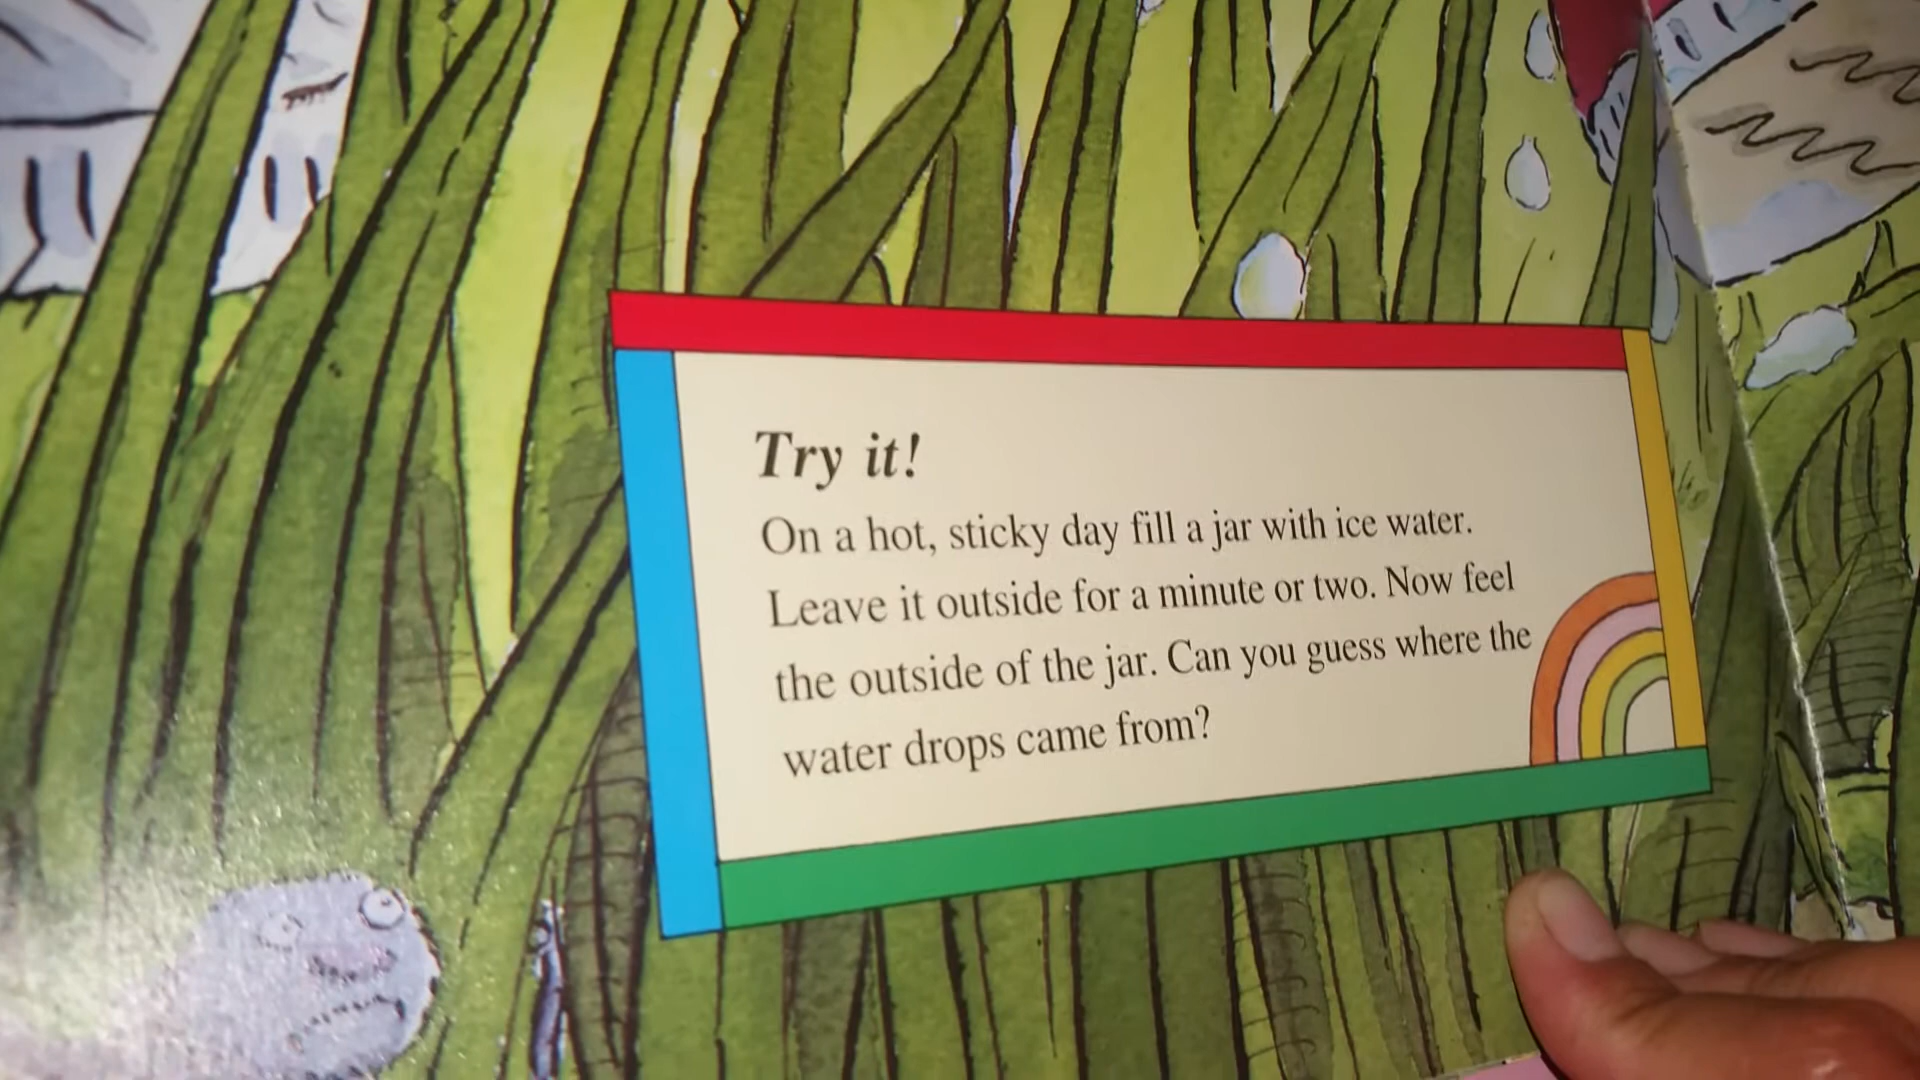 Try it!
On a hot, sticky day fill a jar with ice water.
Leave it outside for a minute or two. Now feel
the outside of the jar. Can you guess where the
water drops came from?